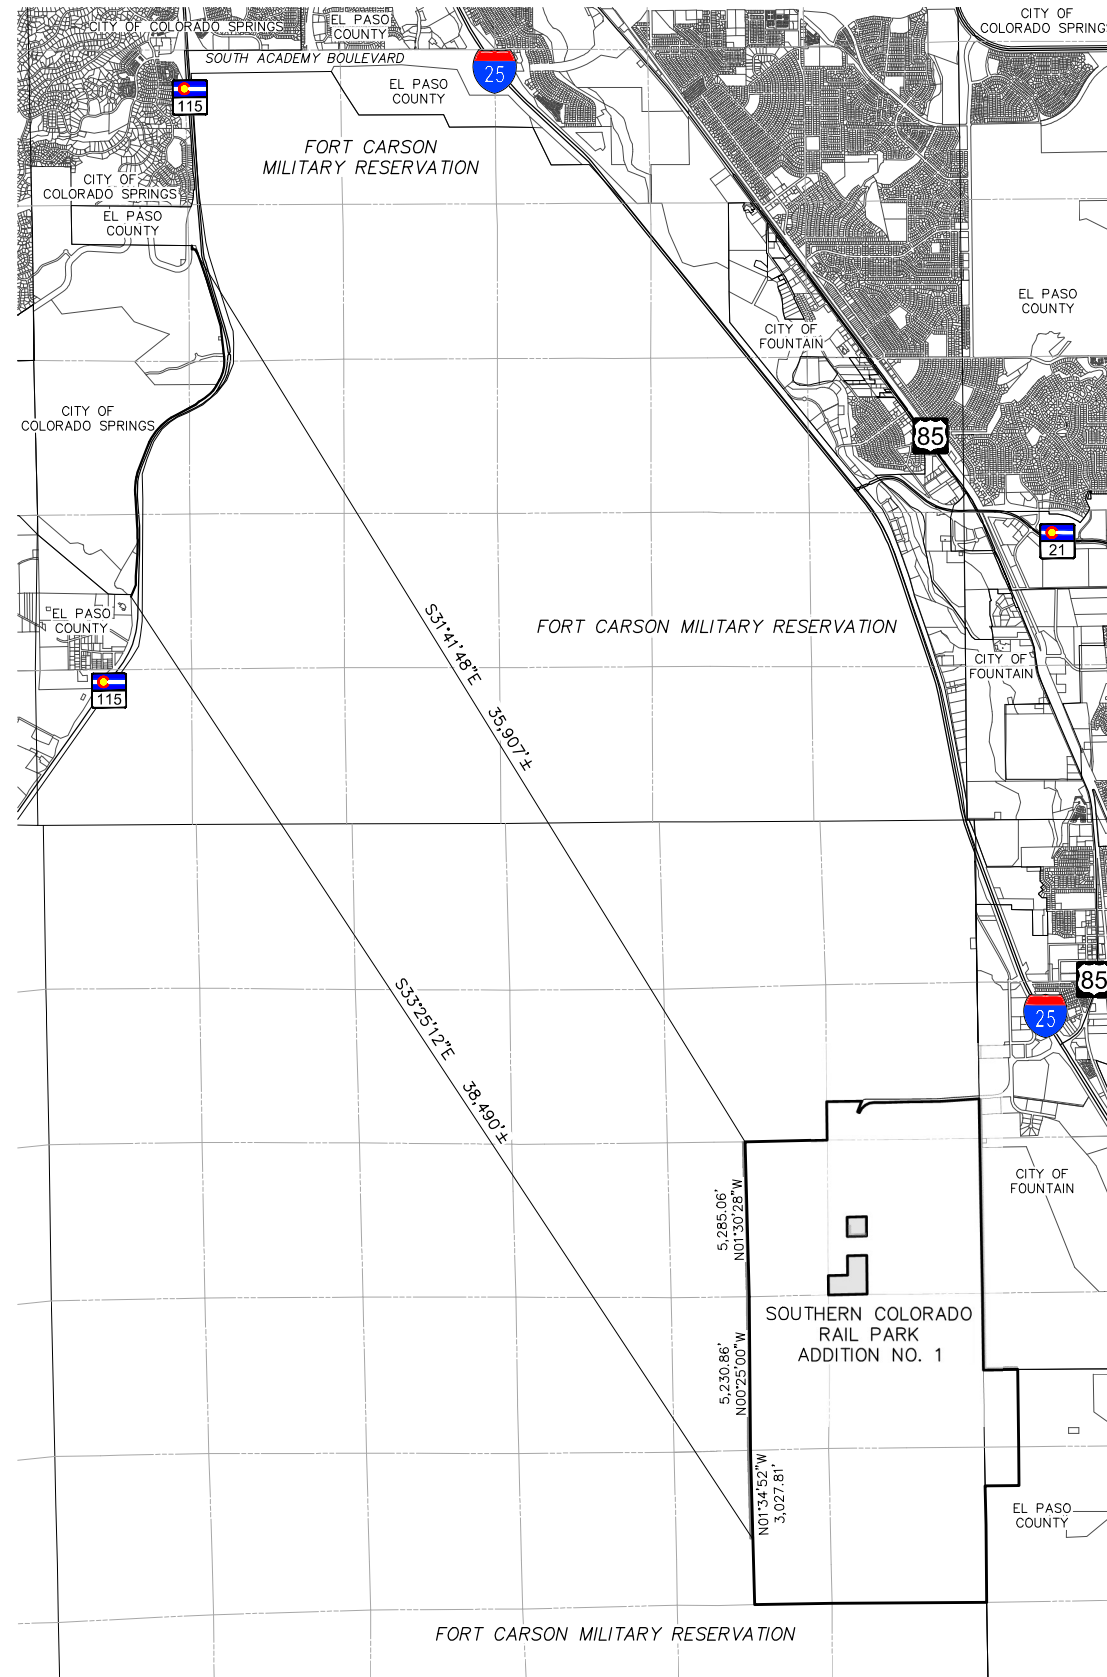 CITY OF COLORADO SPRINGS
EL PASO
COUNTY
CITY OF
COLORADO SPRINGS
SOUTH ACADEMY BOULEVARD
25
EL PASO
COUNTY
115
FORT CARSON
MILITARY RESERVATION
CITY OF
COLORADO SPRINGS
EL PASO
COUNTY
EL PASO
COUNTY
CITY OF
FOUNTAIN
CITY OF
COLORADO SPRINGS
85
21
EL PASO
COUNTY
S31°41'48"E
35,907'±
FORT CARSON MILITARY RESERVATION
CITY OF
FOUNTAIN
115
S33°25'12"E
38,490'±
85
25
5,285.06'
N01°30'28"W
CITY OF
FOUNTAIN
SOUTHERN COLORADO
RAIL PARK
ADDITION NO. 1
5,230.86'
N00°25'00"W
N01°34'52"W
3,027.81'
EL PASO
COUNTY
FORT CARSON MILITARY RESERVATION